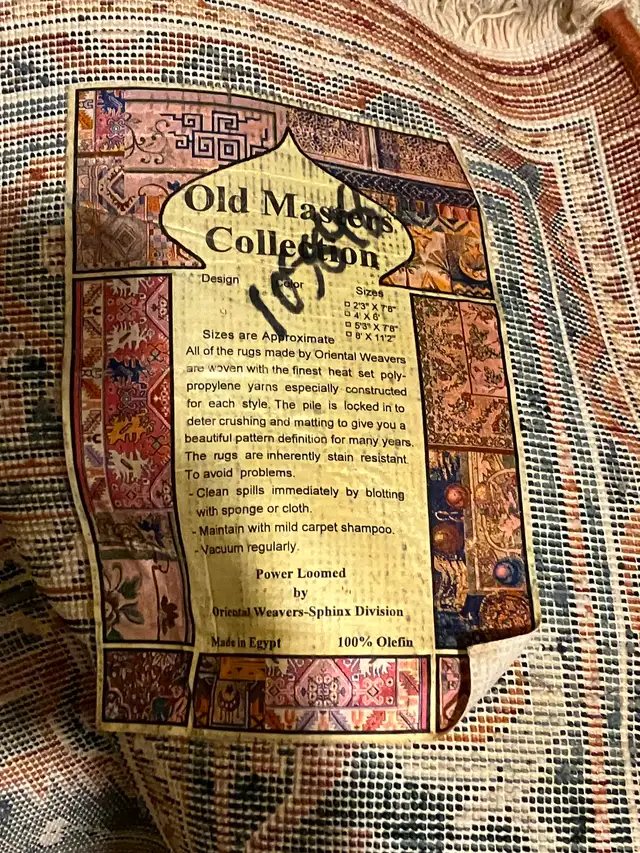 Old Masters
Collection
Design Color Sizes
□ 2'3" X 7'8"
□ 4' X 6'
□ 5'3" X 7'8"
□ 8' X 11'2"
Sizes are Approximate
All of the rugs made by Oriental Weavers
are woven with the finest heat set poly-
propylene yarns especially constructed
for each style. The pile is locked in to
deter crushing and matting to give you a
beautiful pattern definition for many years.
The rugs are inherently stain resistant.
To avoid problems.
- Clean spills immediately by blotting
with sponge or cloth.
- Maintain with mild carpet shampoo.
- Vacuum regularly.
Power Loomed
by
Oriental Weavers-Sphinx Division
Made in Egypt 100% Olefin